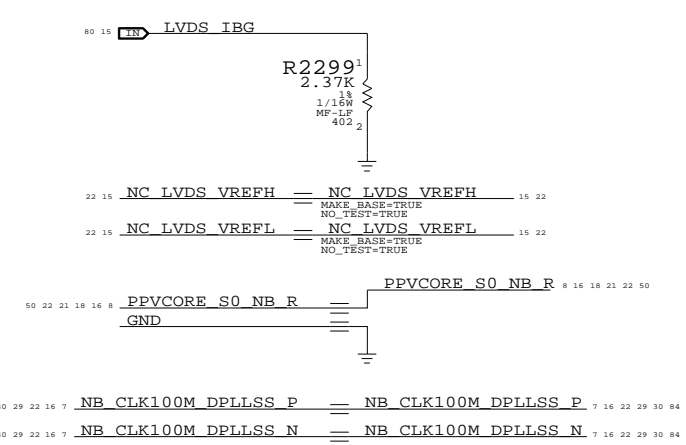 80 15 IN LVDS_IBG
R2299 1
2.37K
1%
1/16W
MF-LF
402 2
22 15 NC_LVDS_VREFH NC_LVDS_VREFH 15 22
MAKE_BASE=TRUE
NO_TEST=TRUE
22 15 NC_LVDS_VREFL NC_LVDS_VREFL 15 22
MAKE_BASE=TRUE
NO_TEST=TRUE
PPVCORE_S0_NB_R 8 16 18 21 22 50
50 22 21 18 16 8 PPVCORE_S0_NB_R
GND
29 22 16 7 NB_CLK100M_DPLLSS_P NB_CLK100M_DPLLSS_P 7 16 22 29 30 84
29 22 16 7 NB_CLK100M_DPLLSS_N NB_CLK100M_DPLLSS_N 7 16 22 29 30 84